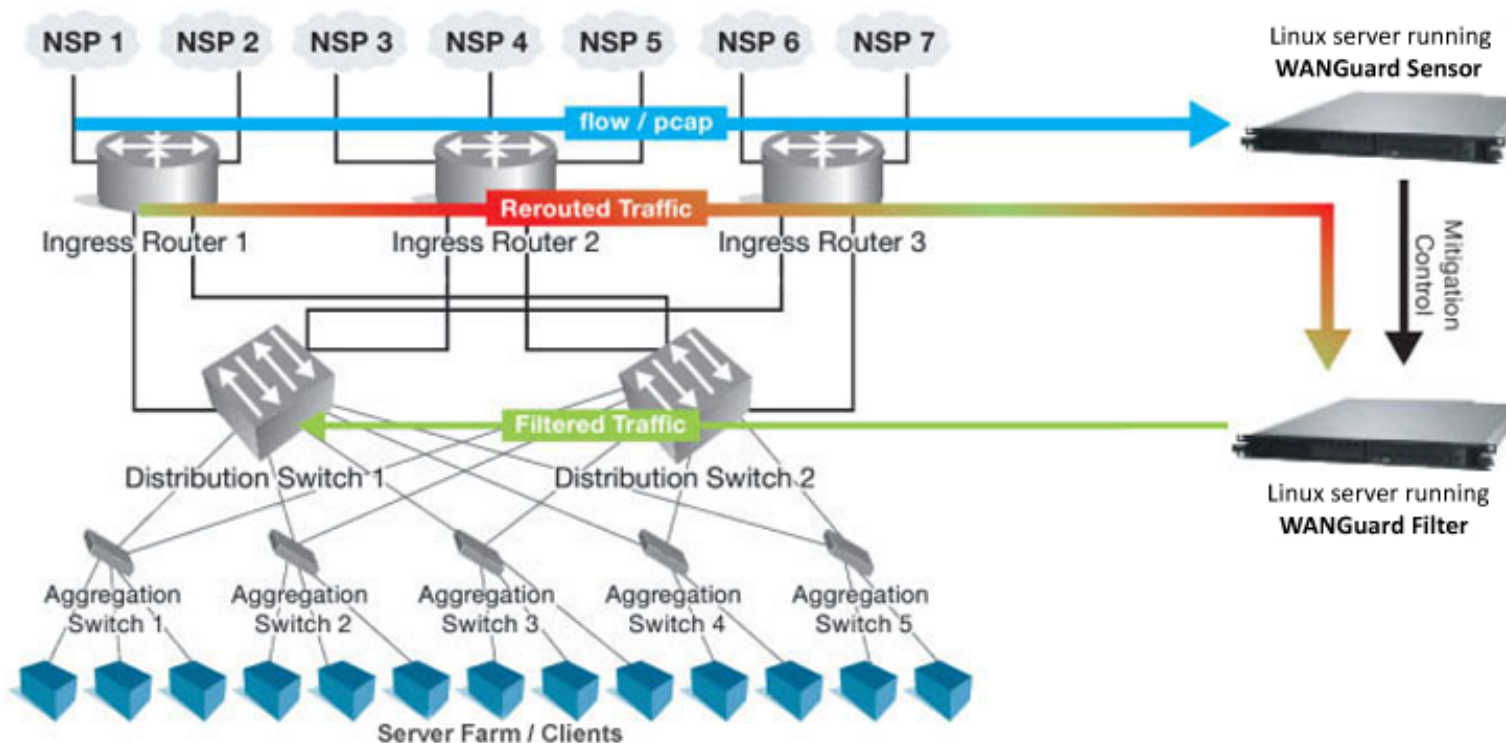 NSP 1
NSP 2
NSP 3
NSP 4
NSP 5
NSP 6
NSP 7
Linux server running
WANGuard Sensor
flow / pcap
Rerouted Traffic
Ingress Router 1
Ingress Router 2
Ingress Router 3
Mitigation
Control
Filtered Traffic
Distribution Switch 1
Distribution Switch 2
Linux server running
WANGuard Filter
Aggregation
Switch 1
Aggregation
Switch 2
Aggregation
Switch 3
Aggregation
Switch 4
Aggregation
Switch 5
Server Farm / Clients